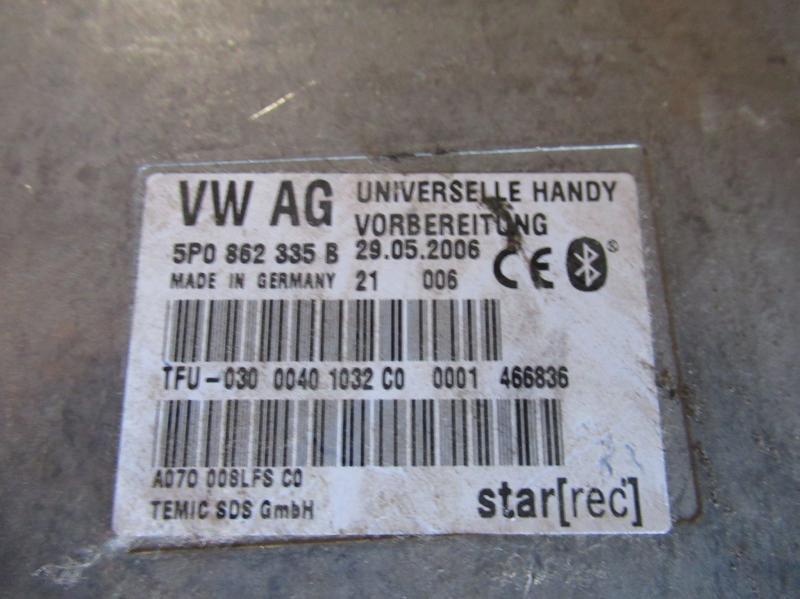 VW AG UNIVERSELLE HANDY
VORBEREITUNG
5P0 862 335 B 29.05.2006
MADE IN GERMANY 21 006
CE
TFU-030 0040 1032 C0 0001 466836
A070 008LFS C0
TEMIC SDS GmbH
star[rec]